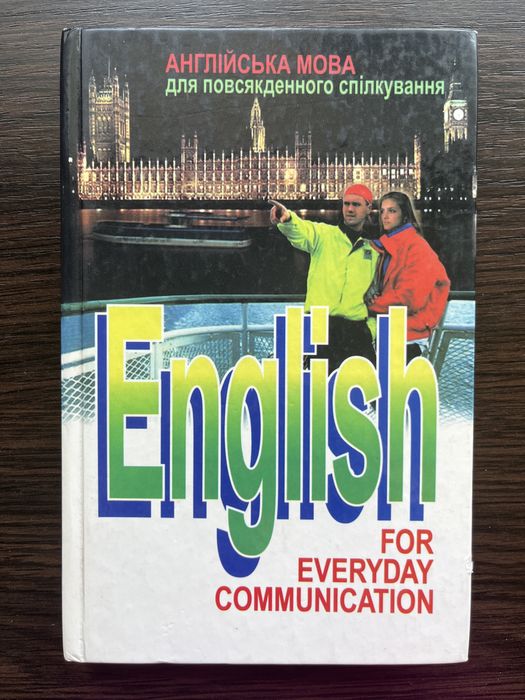 АНГЛІЙСЬКА МОВА
для повсякденного спілкування
English
FOR
EVERYDAY
COMMUNICATION